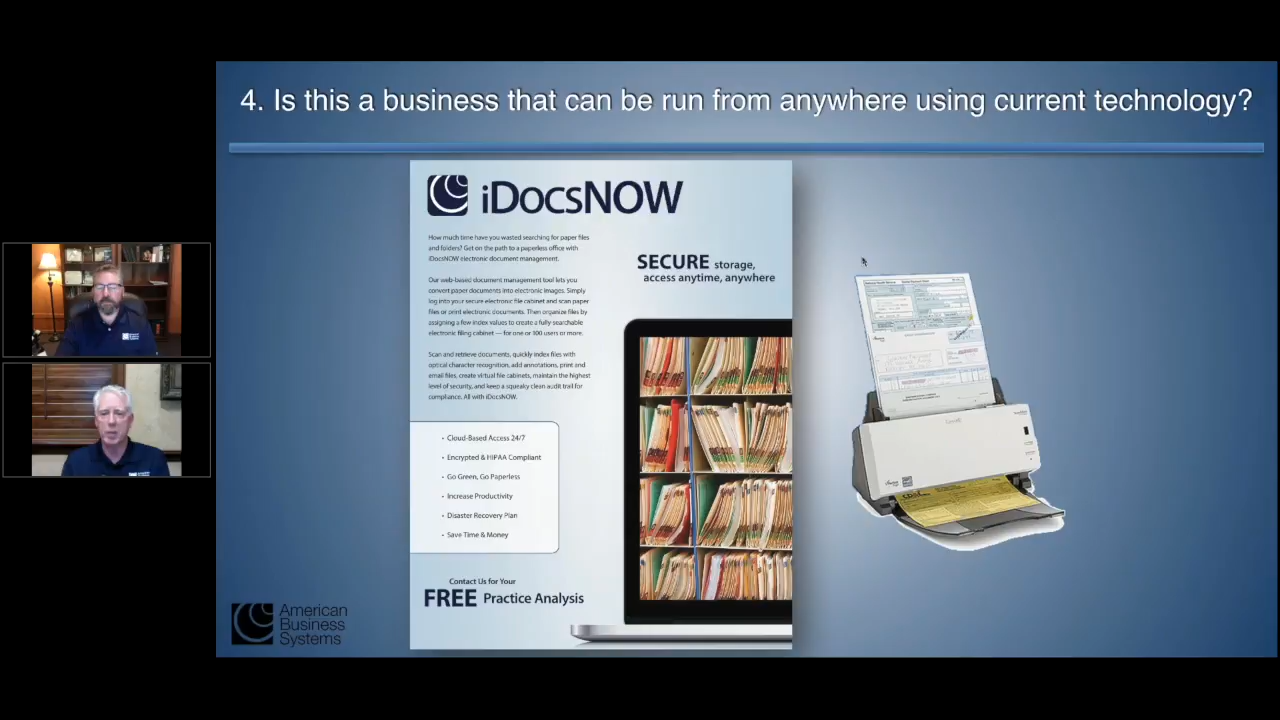 4. Is this a business that can be run from anywhere using current technology?
iDocsNOW
How much time have you wasted searching for paper files
and folders? Get on the path to a paperless office with
iDocsNOW electronic document management.
Our web-based document management tool lets you
convert paper documents into electronic images. Simply
log into your secure electronic file cabinet and scan paper
files or print electronic documents. Then organize files by
assigning a few index values to create a fully searchable
electronic filing cabinet — for one or 100 users or more.
Scan and retrieve documents, quickly index files with
optical character recognition, add annotations, print and
email files, create virtual file cabinets, maintain the highest
level of security, and keep a squeaky clean audit trail for
compliance. All with iDocsNOW.
SECURE storage,
access anytime, anywhere
• Cloud-Based Access 24/7
• Encrypted & HIPAA Compliant
• Go Green, Go Paperless
• Increase Productivity
• Disaster Recovery Plan
• Save Time & Money
Contact Us for Your
FREE Practice Analysis
American
Business
Systems